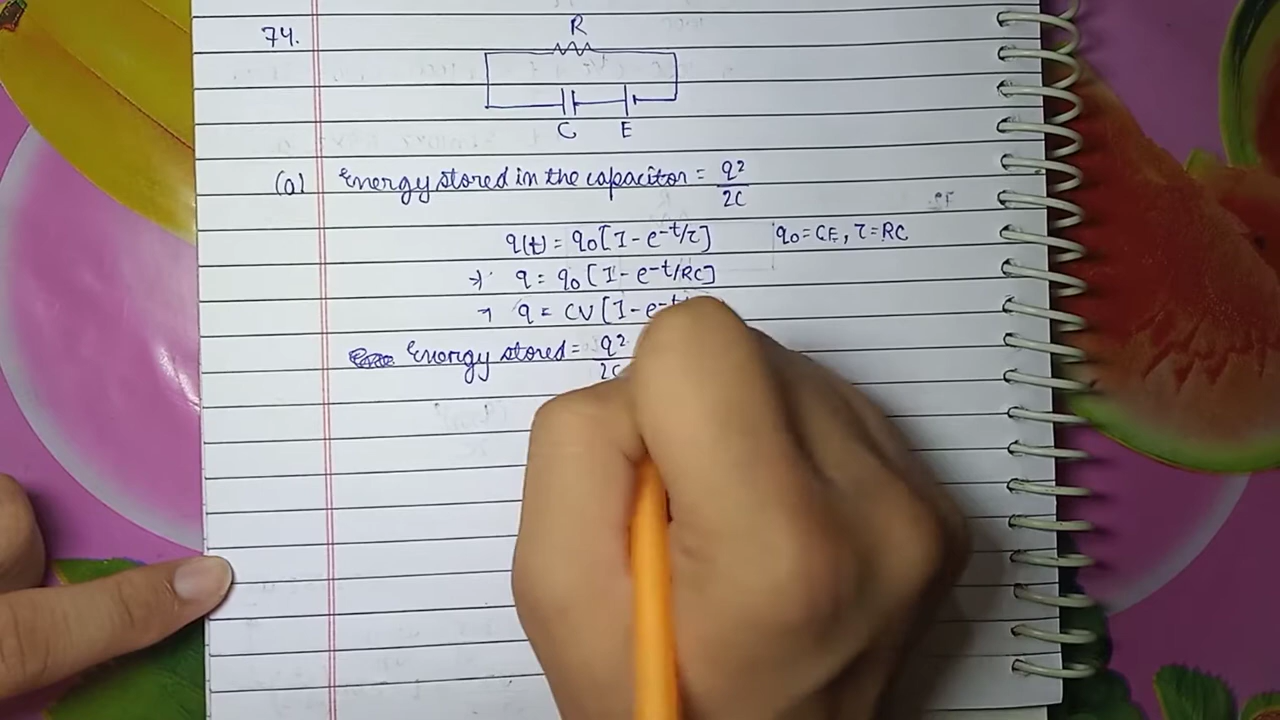 74.
R
C E
(a) Energy stored in the capacitor = q²/2C
q(t) = q₀[1 - e^-t/τ] q₀ = CE, τ = RC
→ q = q₀[1 - e^-t/RC]
→ q = CV[1 - e^-t/
Energy stored = q²/2C